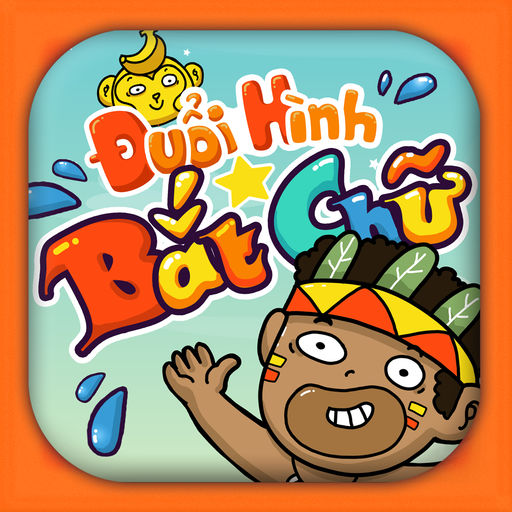 Đuổi Hình
Bắt Chữ